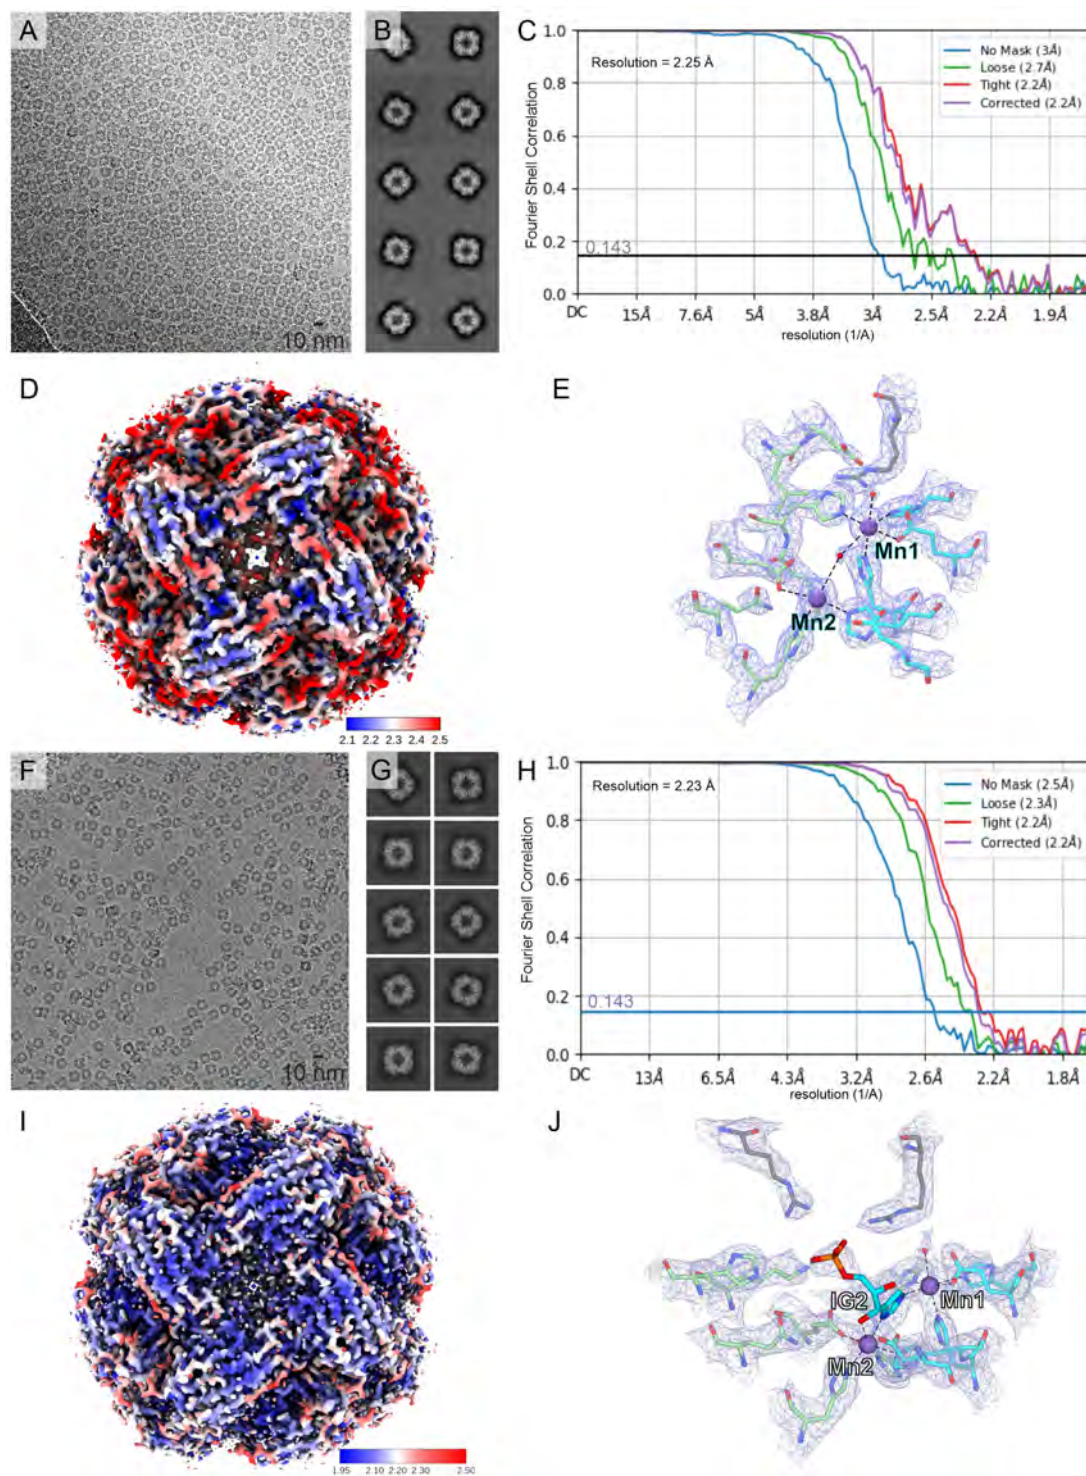 A
10 nm
B
C
Resolution = 2.25 Å
No Mask (3Å)
Loose (2.7Å)
Tight (2.2Å)
Corrected (2.2Å)
Fourier Shell Correlation
1.0
0.8
0.6
0.4
0.2
0.0
0.143
DC 15Å 7.6Å 5Å 3.8Å 3Å 2.5Å 2.2Å 1.9Å
resolution (1/A)
D
2.1 2.2 2.3 2.4 2.5
E
Mn1
Mn2
F
10 nm
G
H
Resolution = 2.23 Å
No Mask (2.5Å)
Loose (2.3Å)
Tight (2.2Å)
Corrected (2.2Å)
Fourier Shell Correlation
1.0
0.8
0.6
0.4
0.2
0.0
0.143
DC 13Å 6.5Å 4.3Å 3.2Å 2.6Å 2.2Å 1.8Å
resolution (1/A)
I
1.95 2.10 2.20 2.30 2.50
J
IG2
Mn1
Mn2